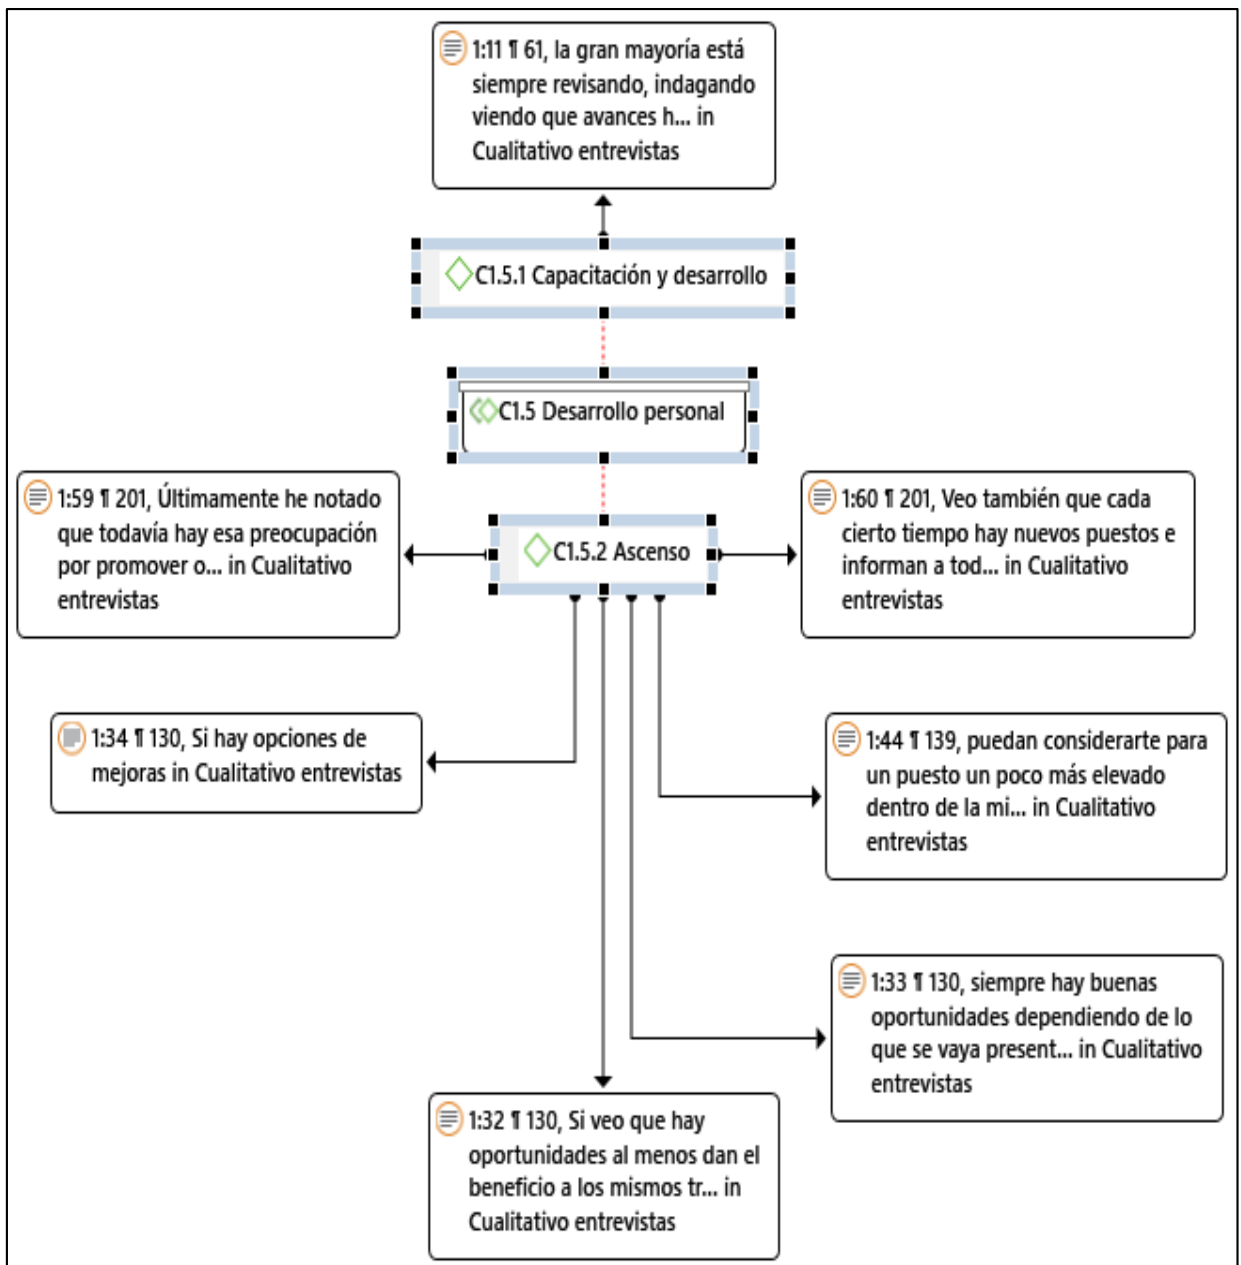 1:11 ¶ 61, la gran mayoría está
siempre revisando, indagando
viendo que avances h... in
Cualitativo entrevistas
C1.5.1 Capacitación y desarrollo
C1.5 Desarrollo personal
1:59 ¶ 201, Últimamente he notado
que todavía hay esa preocupación
por promover o... in Cualitativo
entrevistas
C1.5.2 Ascenso
1:60 ¶ 201, Veo también que cada
cierto tiempo hay nuevos puestos e
informan a tod... in Cualitativo
entrevistas
1:34 ¶ 130, Si hay opciones de
mejoras in Cualitativo entrevistas
1:44 ¶ 139, puedan considerarte para
un puesto un poco más elevado
dentro de la mi... in Cualitativo
entrevistas
1:33 ¶ 130, siempre hay buenas
oportunidades dependiendo de lo
que se vaya present... in Cualitativo
entrevistas
1:32 ¶ 130, Si veo que hay
oportunidades al menos dan el
beneficio a los mismos tr... in
Cualitativo entrevistas